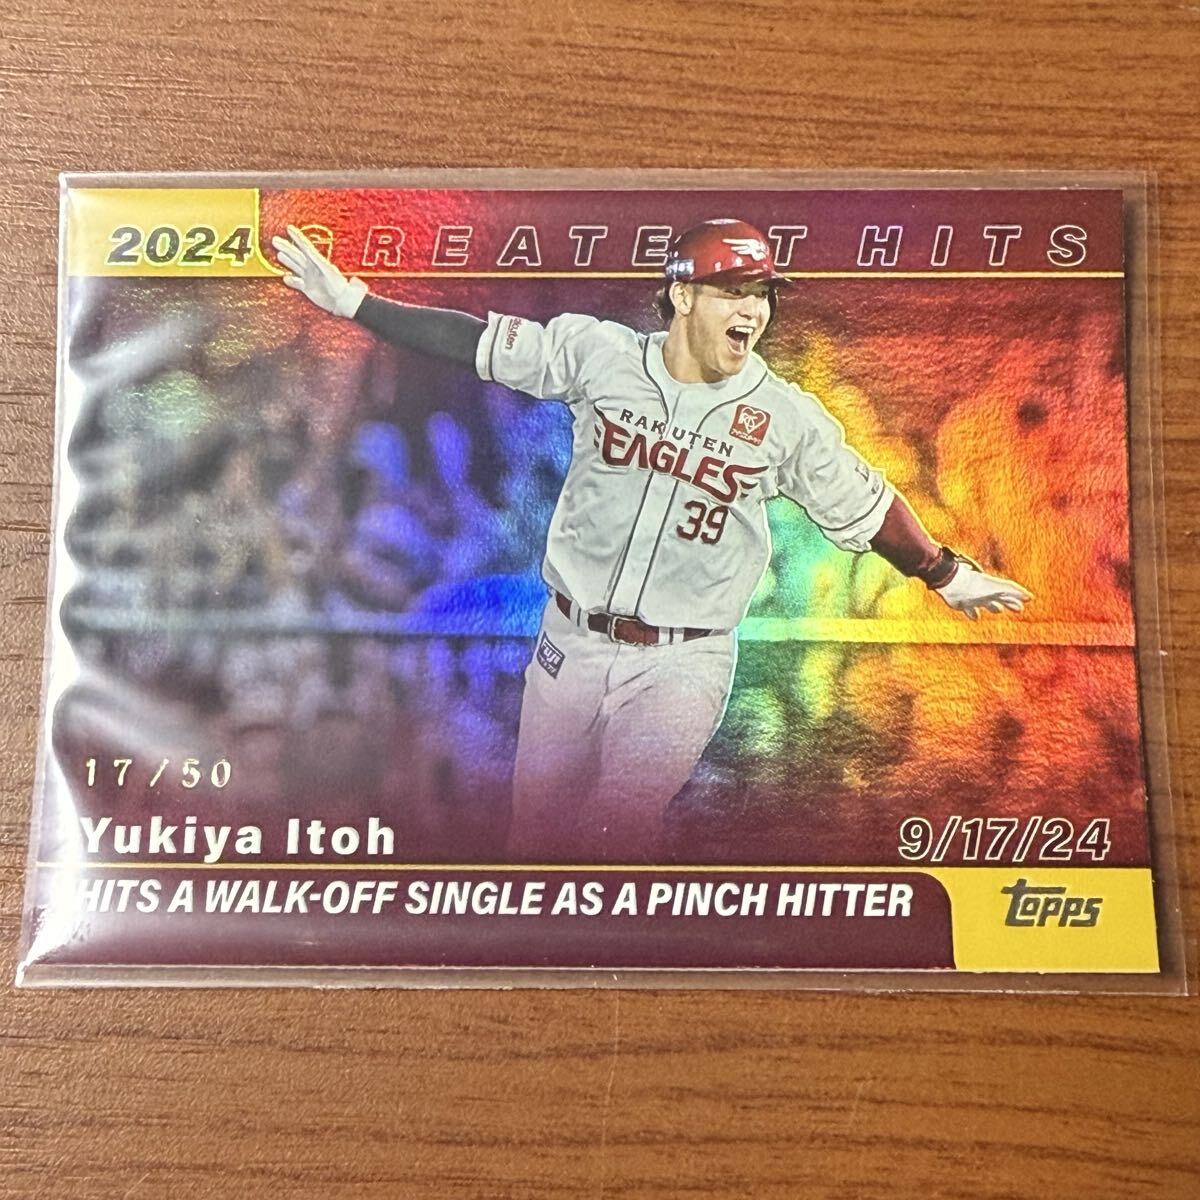 2024 GREATEST HITS
Rakuten
RAKUTEN
EAGLES
39
17/50
Yukiya Itoh
9/17/24
HITS A WALK-OFF SINGLE AS A PINCH HITTER
topps